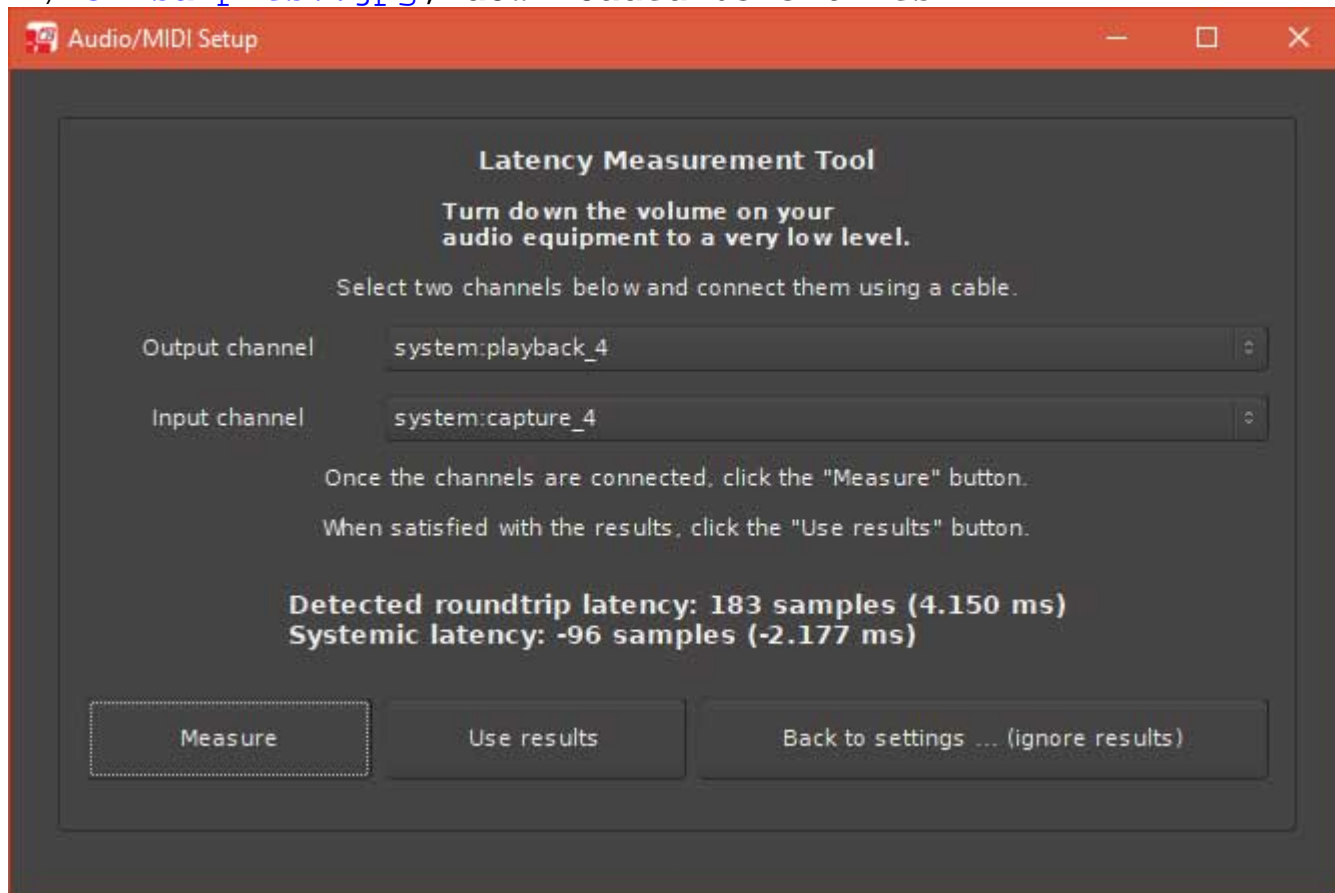 Audio/MIDI Setup
Latency Measurement Tool
Turn down the volume on your
audio equipment to a very low level.
Select two channels below and connect them using a cable.
Output channel system:playback_4
Input channel system:capture_4
Once the channels are connected, click the "Measure" button.
When satisfied with the results, click the "Use results" button.
Detected roundtrip latency: 183 samples (4.150 ms)
Systemic latency: -96 samples (-2.177 ms)
Measure Use results Back to settings ... (ignore results)